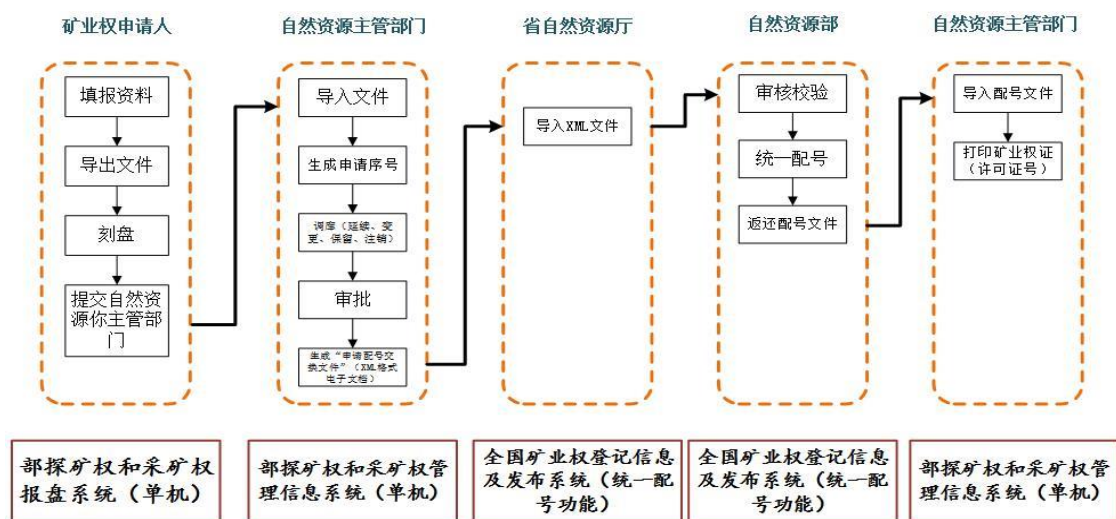 矿业权申请人
自然资源主管部门
省自然资源厅
自然资源部
自然资源主管部门
填报资料
导出文件
刻盘
提交自然资
源你主管部
门
导入文件
生成申请序号
调库（延续、变
更、保留、注销）
审批
生成“申请配号交
换文件”（XML格式
电子文档）
导入XML文件
审核校验
统一配号
返还配号文件
导入配号文件
打印矿业权证
（许可证号）
部探矿权和采矿权
报盘系统（单机）
部探矿权和采矿权管
理信息系统（单机）
全国矿业权登记信息
及发布系统（统一配
号功能）
全国矿业权登记信息
及发布系统（统一配
号功能）
部探矿权和采矿权管
理信息系统（单机）